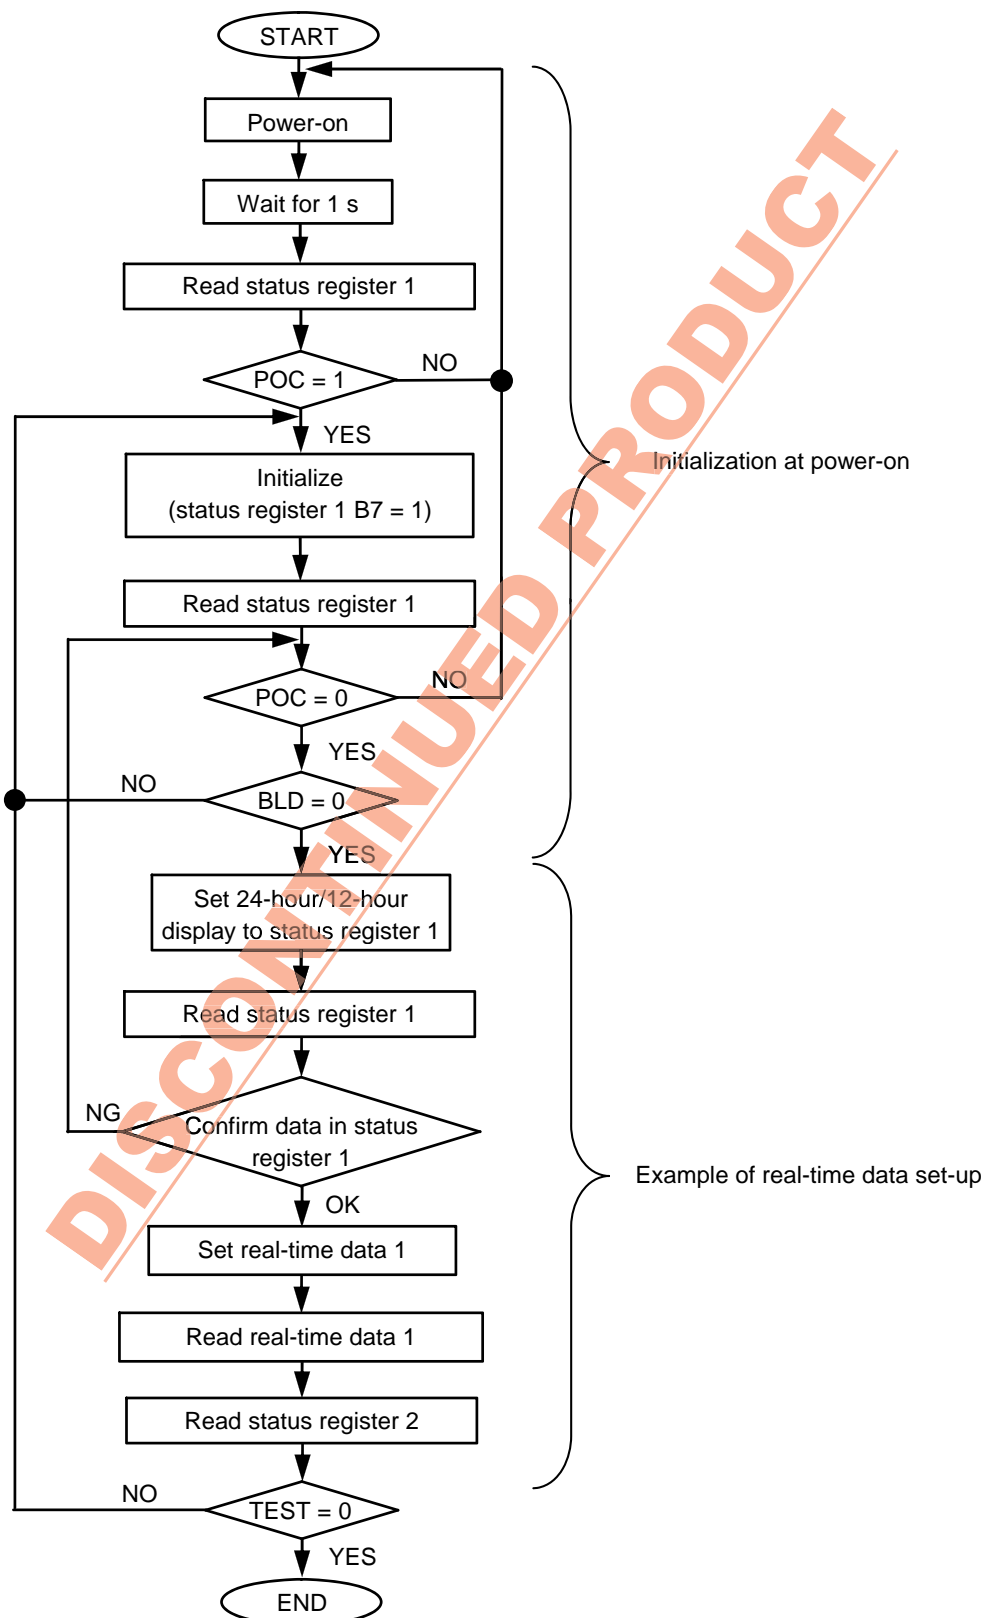 START
Power-on
Wait for 1 s
Read status register 1
POC = 1
NO
YES
Initialize
(status register 1 B7 = 1)
Initialization at power-on
Read status register 1
POC = 0
NO
YES
NO
BLD = 0
YES
Set 24-hour/12-hour
display to status register 1
Read status register 1
NG
Confirm data in status
register 1
OK
Example of real-time data set-up
Set real-time data 1
Read real-time data 1
Read status register 2
NO
TEST = 0
YES
END
DISCONTINUED PRODUCT